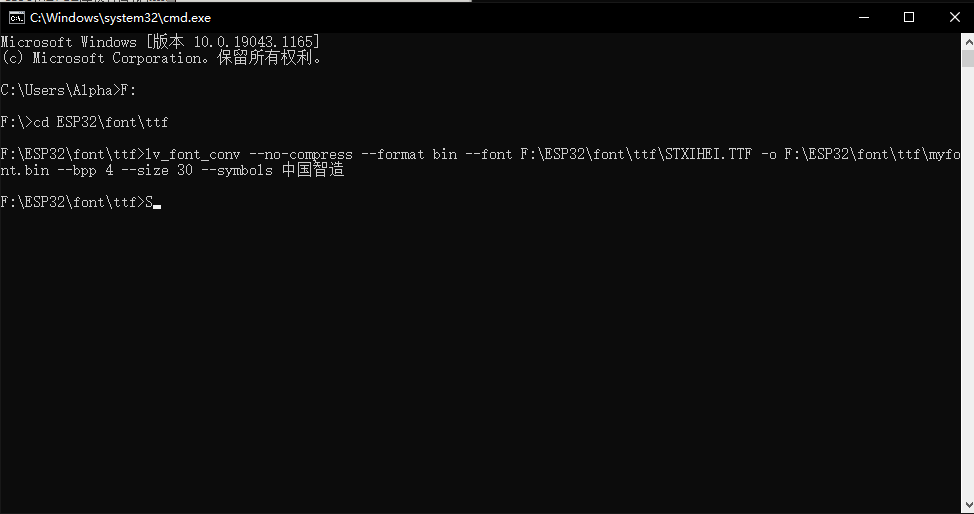 C:\Windows\system32\cmd.exe
Microsoft Windows [版本 10.0.19043.1165]
(c) Microsoft Corporation。保留所有权利。
C:\Users\Alpha>F:
F:\>cd ESP32\font\ttf
F:\ESP32\font\ttf>lv_font_conv --no-compress --format bin --font F:\ESP32\font\ttf\STXIHEI.TTF -o F:\ESP32\font\ttf\myfo
nt.bin --bpp 4 --size 30 --symbols 中国智造
F:\ESP32\font\ttf>S